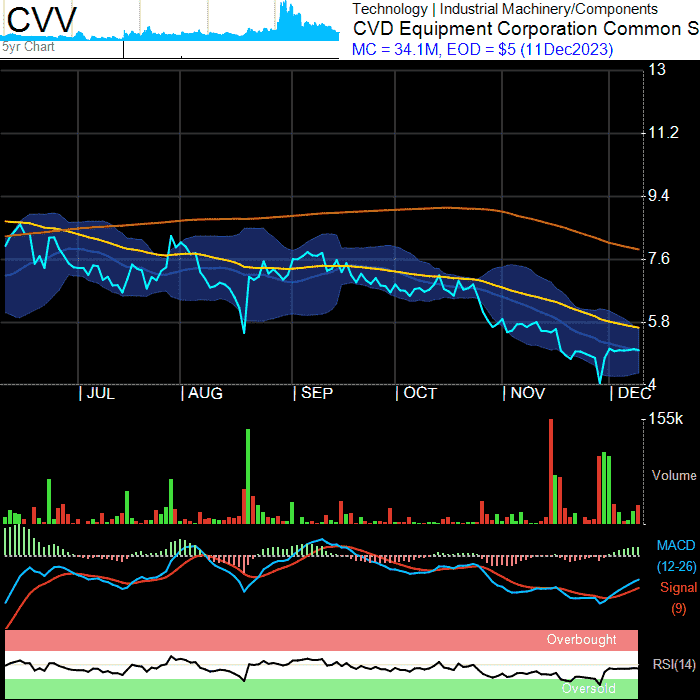 CVV
5yr Chart
Technology | Industrial Machinery/Components
CVD Equipment Corporation Common S
MC = 34.1M, EOD = $5 (11Dec2023)
13
11.2
9.4
7.6
5.8
4
| JUL | AUG | SEP | OCT | NOV | DEC
155k
Volume
MACD
(12-26)
Signal
(9)
Overbought
RSI(14)
Oversold